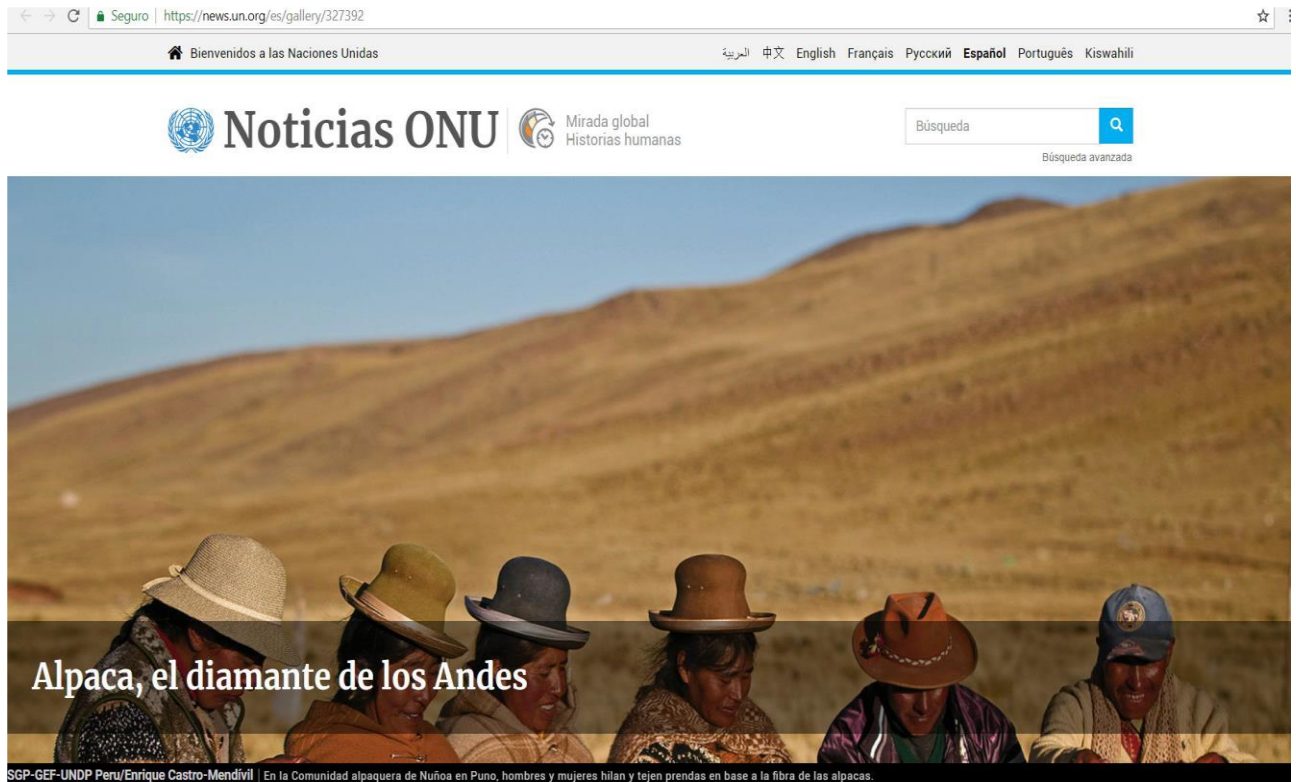 Seguro | https://news.un.org/es/gallery/327392
Bienvenidos a las Naciones Unidas
العربية 中文 English Français Русский Español Português Kiswahili
Noticias ONU
Mirada global
Historias humanas
Búsqueda
Búsqueda avanzada
Alpaca, el diamante de los Andes
SGP-GEF-UNDP Peru/Enrique Castro-Mendívil | En la Comunidad alpaquera de Nuñoa en Puno, hombres y mujeres hilan y tejen prendas en base a la fibra de las alpacas.